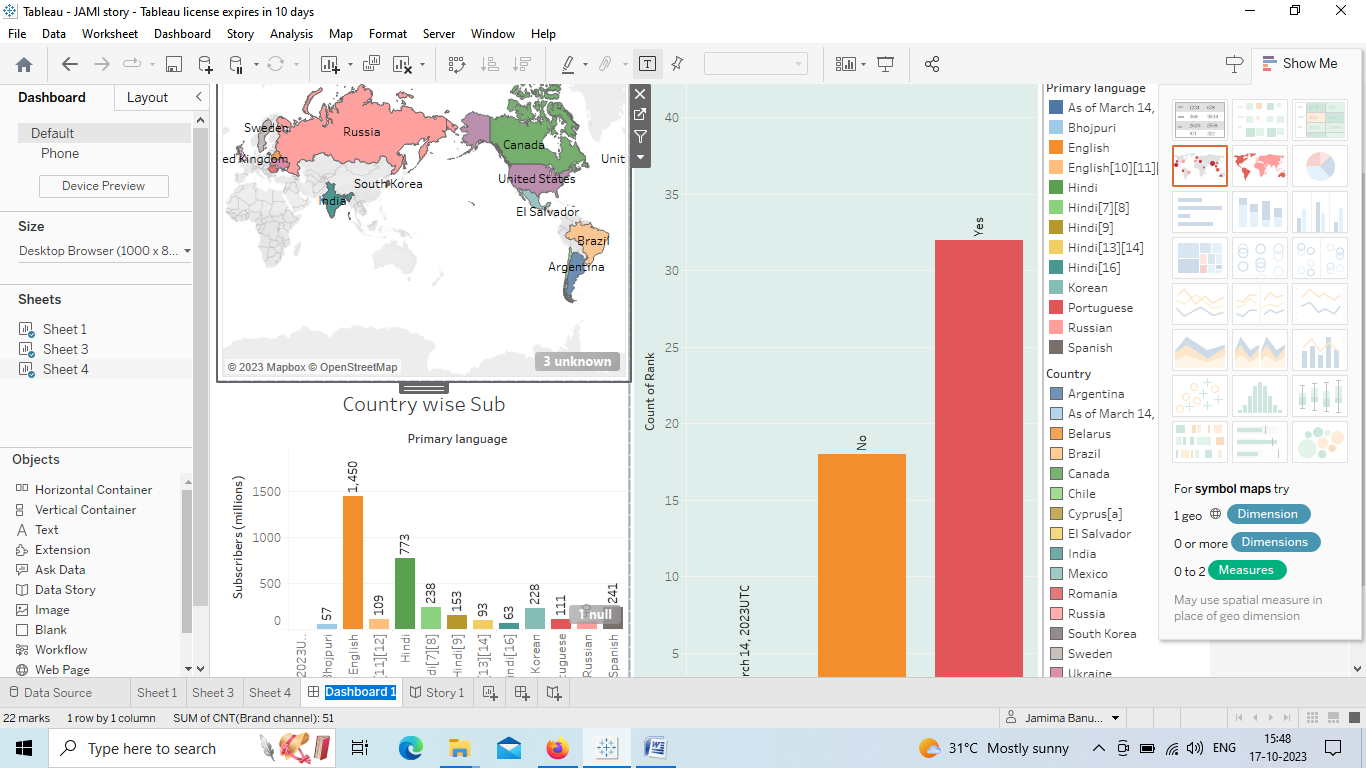 Tableau - JAMI story - Tableau license expires in 10 days
File Data Worksheet Dashboard Story Analysis Map Format Server Window Help
Show Me
Dashboard Layout
Default
Phone
Device Preview
Size
Desktop Browser (1000 x 8...
Sheets
Sheet 1
Sheet 3
Sheet 4
Objects
Horizontal Container
Vertical Container
Text
Extension
Ask Data
Data Story
Image
Blank
Workflow
Web Page
Sweden
Russia
Canada
ed Kingdom
Unit
South Korea
United States
India
El Salvador
Brazil
Argentina
3 unknown
© 2023 Mapbox © OpenStreetMap
Country wise Sub
Primary language
Subscribers (millions)
1500
1000
500
0
57
1,450
109
773
238
153
93
63
228
111
241
1 null
2023U..
Bhojpuri
English
[11][12]
Hindi
di[7][8]
Hindi[9]
[13][14]
indi[16]
Korean
tuguese
Russian
Spanish
Count of Rank
40
35
30
25
20
15
10
5
rch 14, 2023UTC
No
Yes
Primary language
As of March 14,
Bhojpuri
English
English[10][11][
Hindi
Hindi[7][8]
Hindi[9]
Hindi[13][14]
Hindi[16]
Korean
Portuguese
Russian
Spanish
Country
Argentina
As of March 14,
Belarus
Brazil
Canada
Chile
Cyprus[a]
El Salvador
India
Mexico
Romania
Russia
South Korea
Sweden
Ukraine
For symbol maps try
1 geo Dimension
0 or more Dimensions
0 to 2 Measures
May use spatial measure in
place of geo dimension
Data Source Sheet 1 Sheet 3 Sheet 4 Dashboard 1 Story 1
22 marks 1 row by 1 column SUM of CNT(Brand channel): 51 Jamima Banu...
Type here to search
31°C Mostly sunny
ENG
15:48
17-10-2023